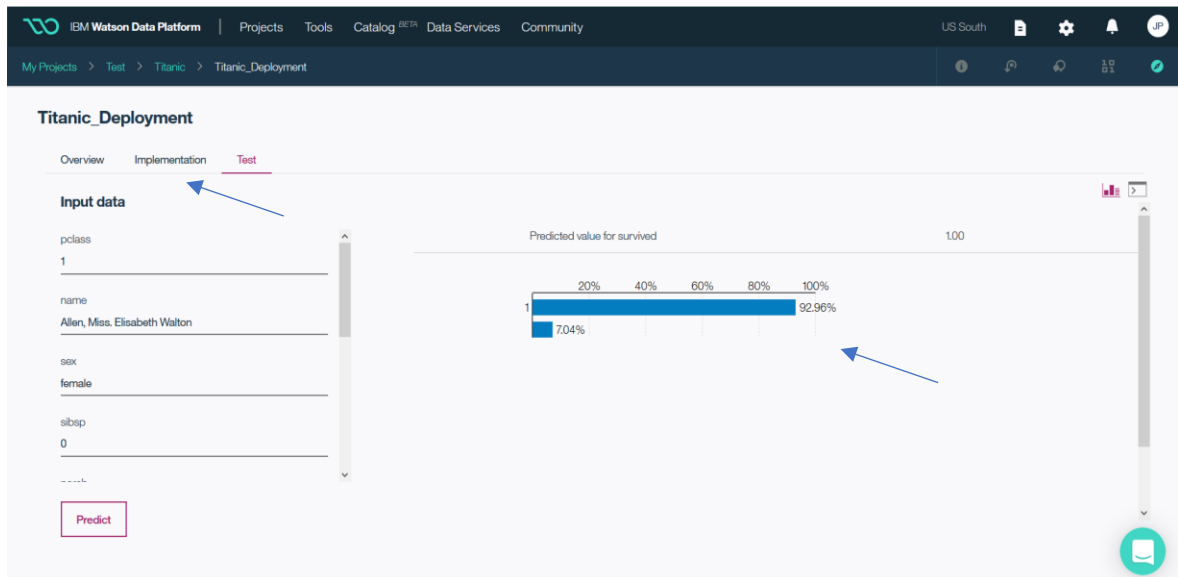 IBM Watson Data Platform | Projects Tools Catalog BETA Data Services Community US South JP
My Projects > Test > Titanic > Titanic_Deployment
Titanic_Deployment
Overview Implementation Test
Input data
pclass
1
name
Allen, Miss. Elisabeth Walton
sex
female
sibsp
0
Predict
Predicted value for survived 1.00
20% 40% 60% 80% 100%
1 92.96%
7.04%